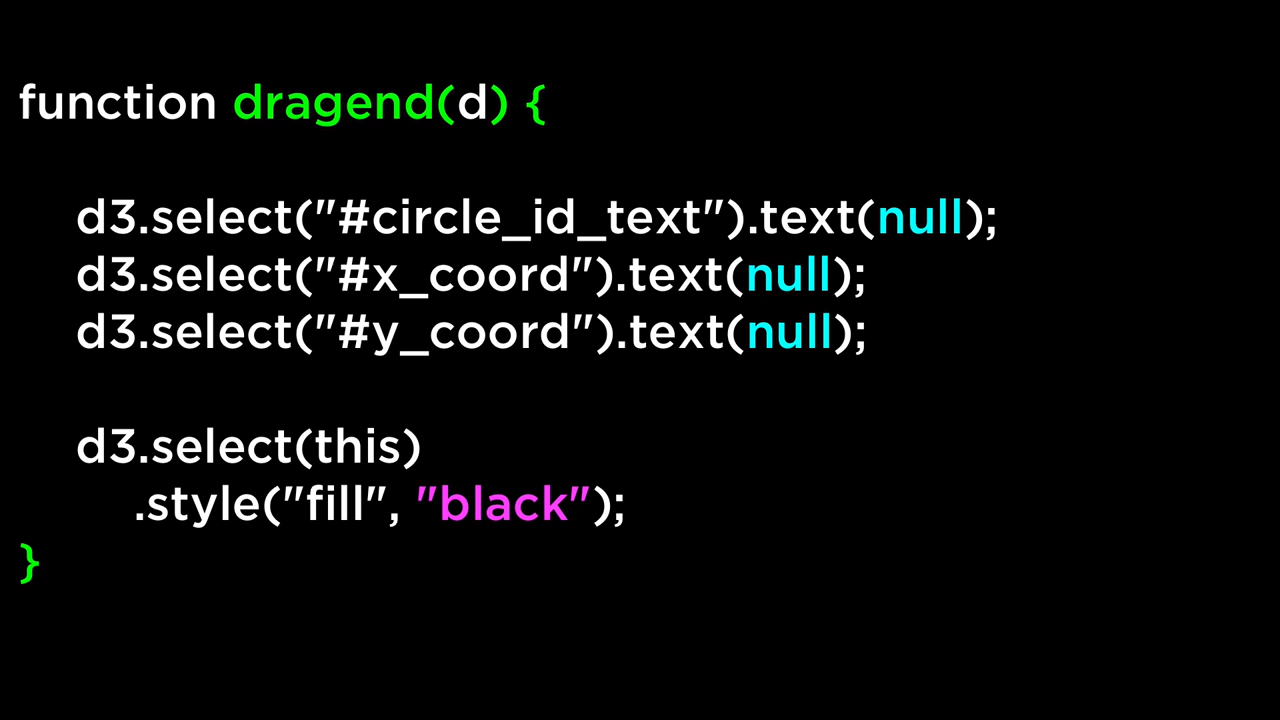 function dragend(d) {
d3.select("#circle_id_text").text(null);
d3.select("#x_coord").text(null);
d3.select("#y_coord").text(null);
d3.select(this)
.style("fill", "black");
}